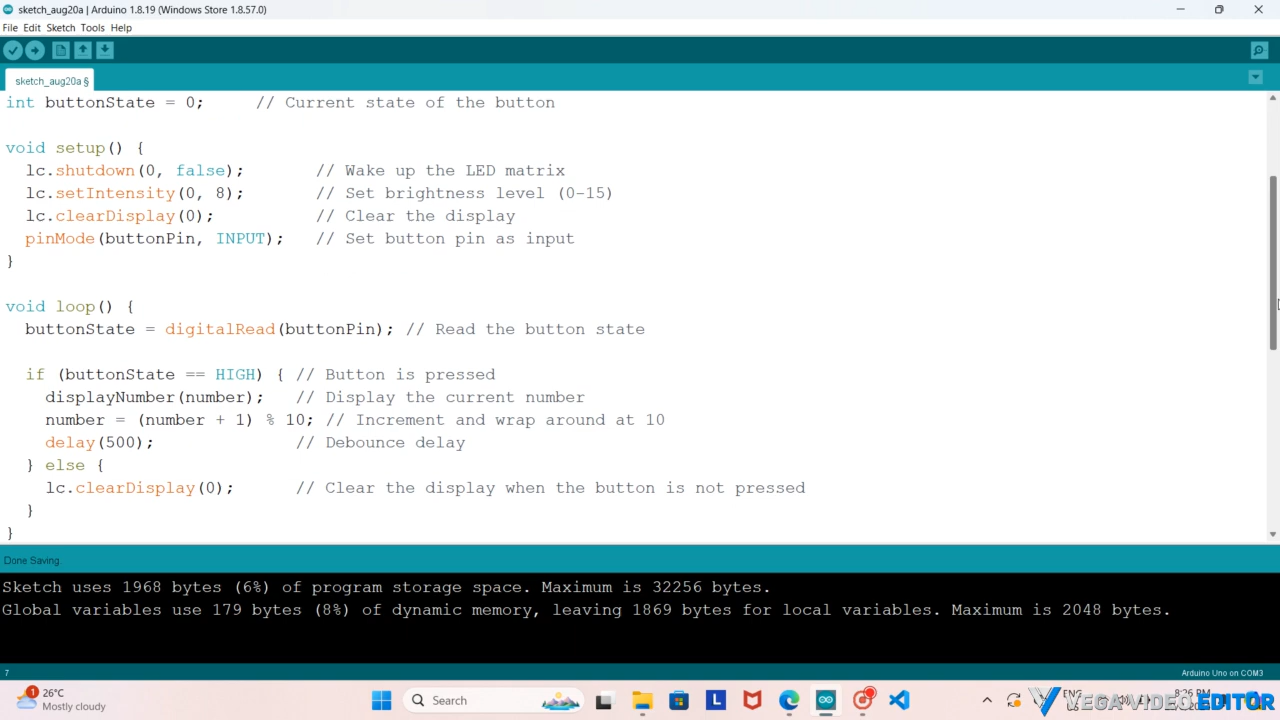 sketch_aug20a | Arduino 1.8.19 (Windows Store 1.8.57.0)
File Edit Sketch Tools Help
sketch_aug20a §
int buttonState = 0;     // Current state of the button
void setup() {
  lc.shutdown(0, false);       // Wake up the LED matrix
  lc.setIntensity(0, 8);       // Set brightness level (0-15)
  lc.clearDisplay(0);          // Clear the display
  pinMode(buttonPin, INPUT);   // Set button pin as input
}
void loop() {
  buttonState = digitalRead(buttonPin); // Read the button state
  if (buttonState == HIGH) { // Button is pressed
    displayNumber(number);   // Display the current number
    number = (number + 1) % 10; // Increment and wrap around at 10
    delay(500);              // Debounce delay
  } else {
    lc.clearDisplay(0);      // Clear the display when the button is not pressed
  }
}
Done Saving.
Sketch uses 1968 bytes (6%) of program storage space. Maximum is 32256 bytes.
Global variables use 179 bytes (8%) of dynamic memory, leaving 1869 bytes for local variables. Maximum is 2048 bytes.
7
Arduino Uno on COM3
1
26°C
Mostly cloudy
Search
L
ENG
8:26 PM
VEGA VIDEO EDITOR